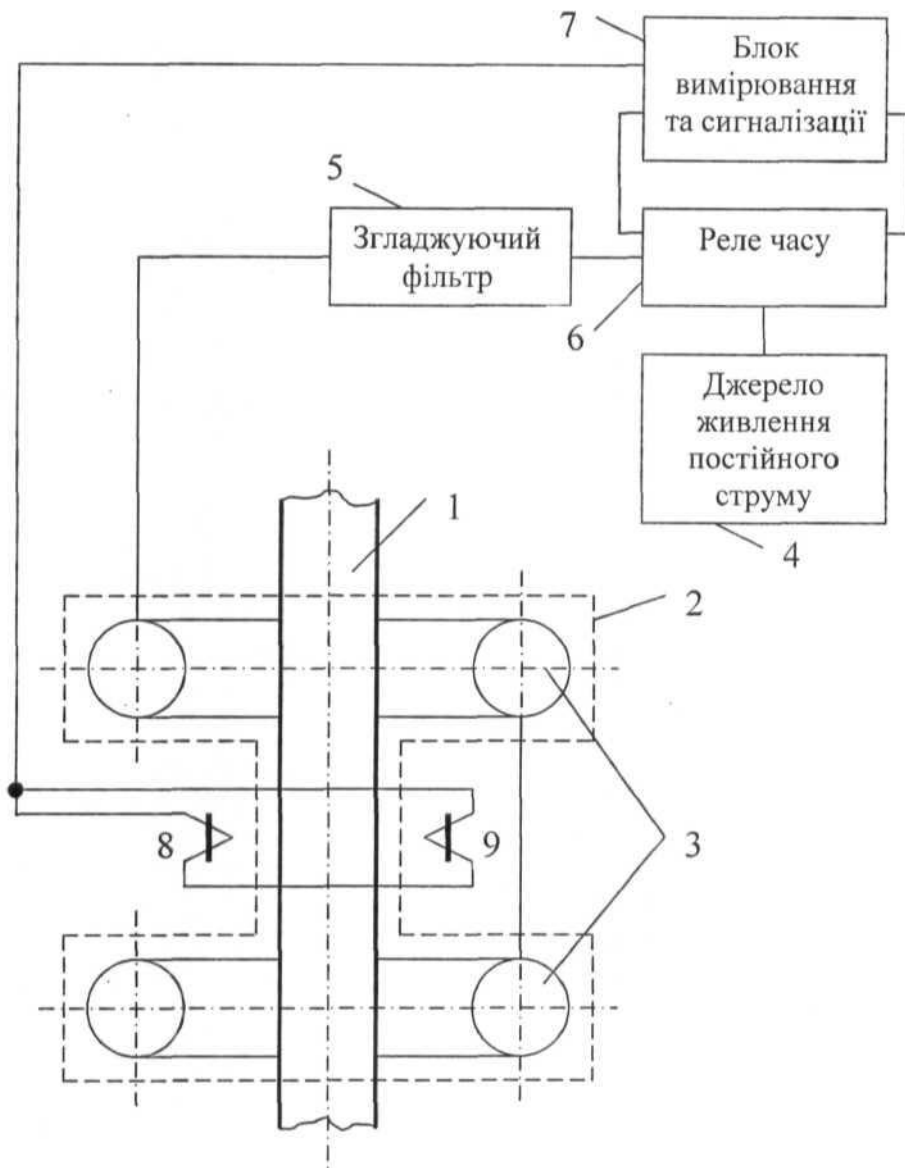 7
Блок
вимірювання
та сигналізації
5
Згладжуючий
фільтр
Реле часу
6
Джерело
живлення
постійного
струму
4
1
2
8
9
3